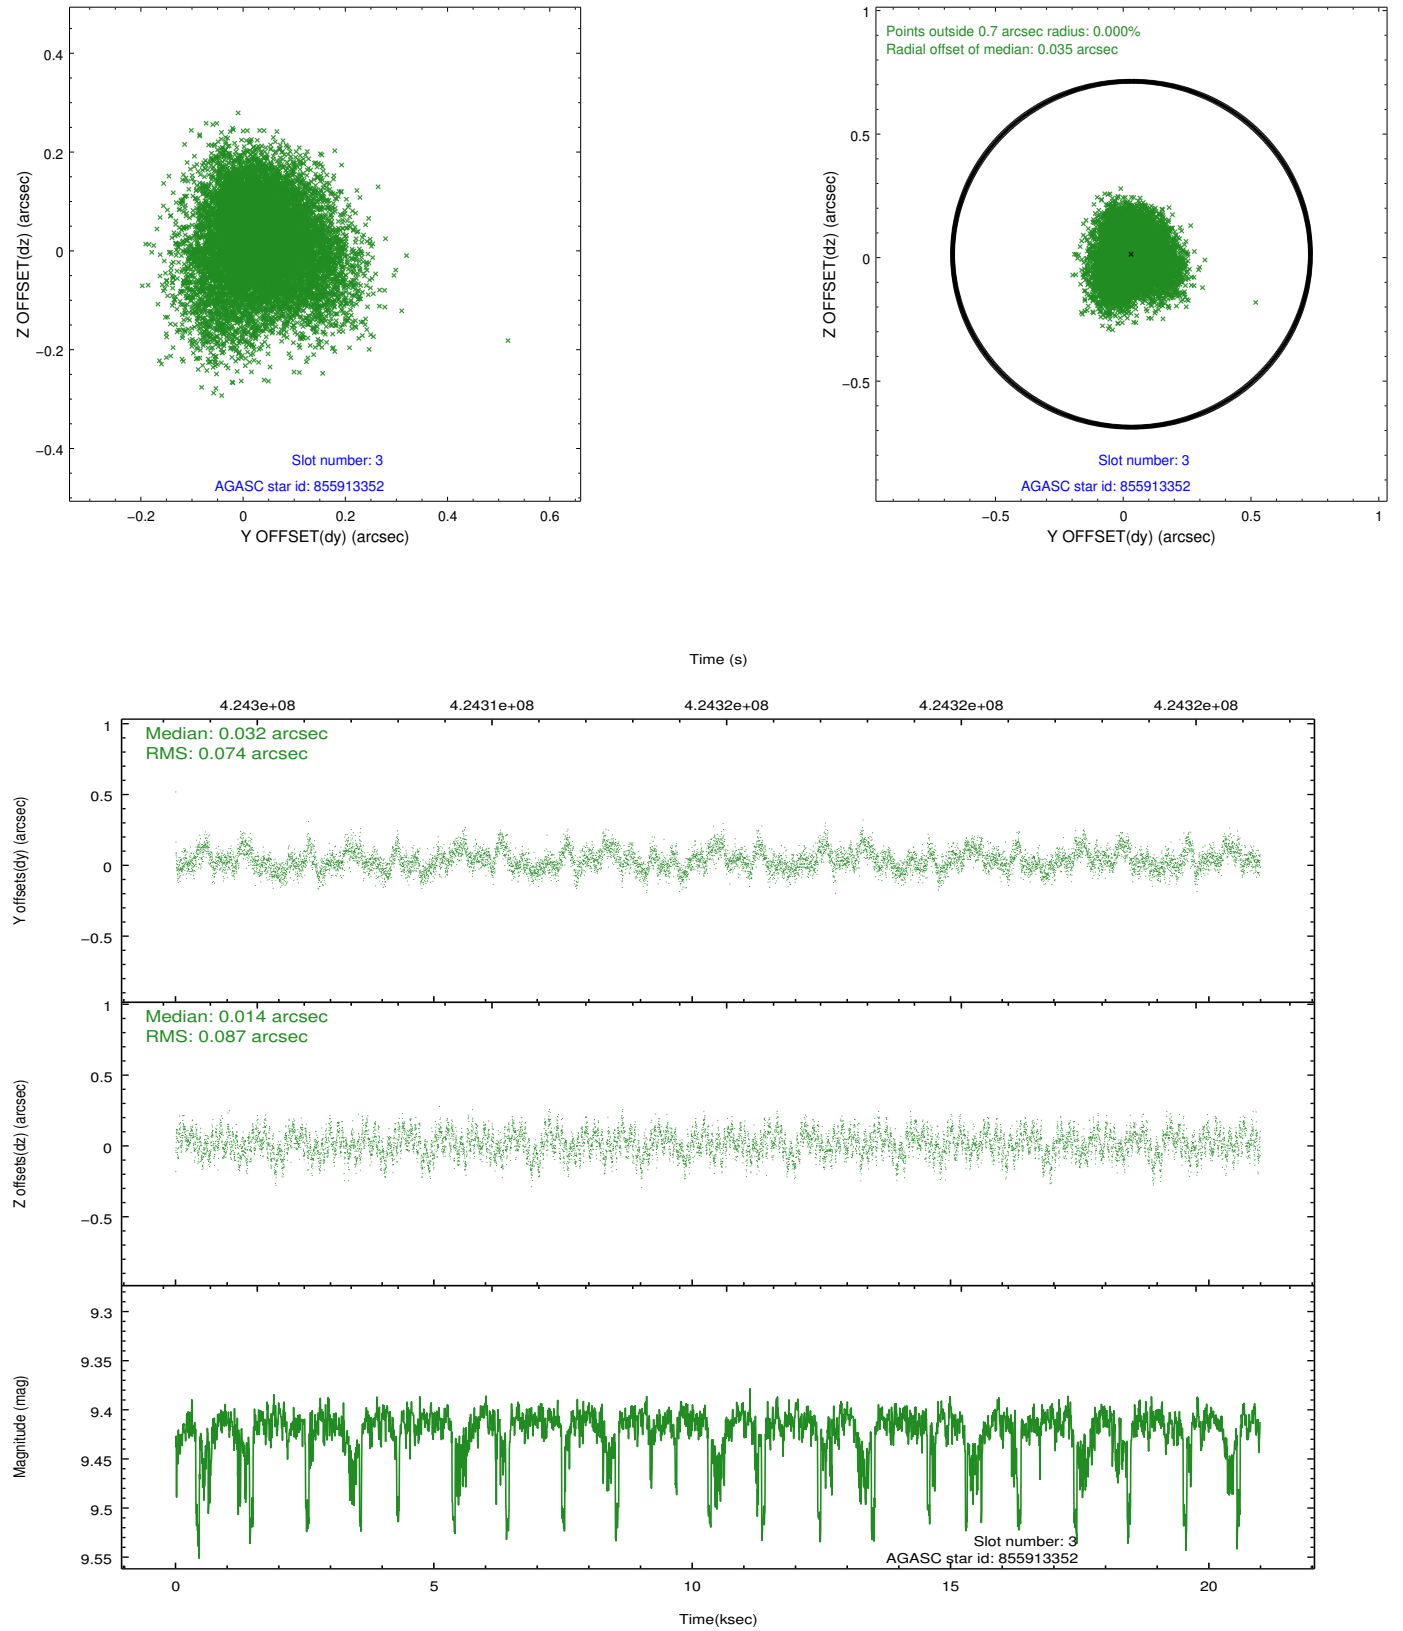 0.4
0.2
0
−0.2
−0.4
Z OFFSET(dz) (arcsec)
Slot number: 3
AGASC star id: 855913352
−0.2 0 0.2 0.4 0.6
Y OFFSET(dy) (arcsec)
Points outside 0.7 arcsec radius: 0.000%
Radial offset of median: 0.035 arcsec
1
0.5
0
−0.5
Z OFFSET(dz) (arcsec)
Slot number: 3
AGASC star id: 855913352
−0.5 0 0.5 1
Y OFFSET(dy) (arcsec)
Time (s)
4.243e+08 4.2431e+08 4.2432e+08 4.2432e+08 4.2432e+08
Median: 0.032 arcsec
RMS: 0.074 arcsec
1
0.5
0
−0.5
Y offsets(dy) (arcsec)
Median: 0.014 arcsec
RMS: 0.087 arcsec
1
0.5
0
−0.5
Z offsets(dz) (arcsec)
9.3
9.35
9.4
9.45
9.5
9.55
Magnitude (mag)
Slot number: 3
AGASC star id: 855913352
0 5 10 15 20
Time(ksec)